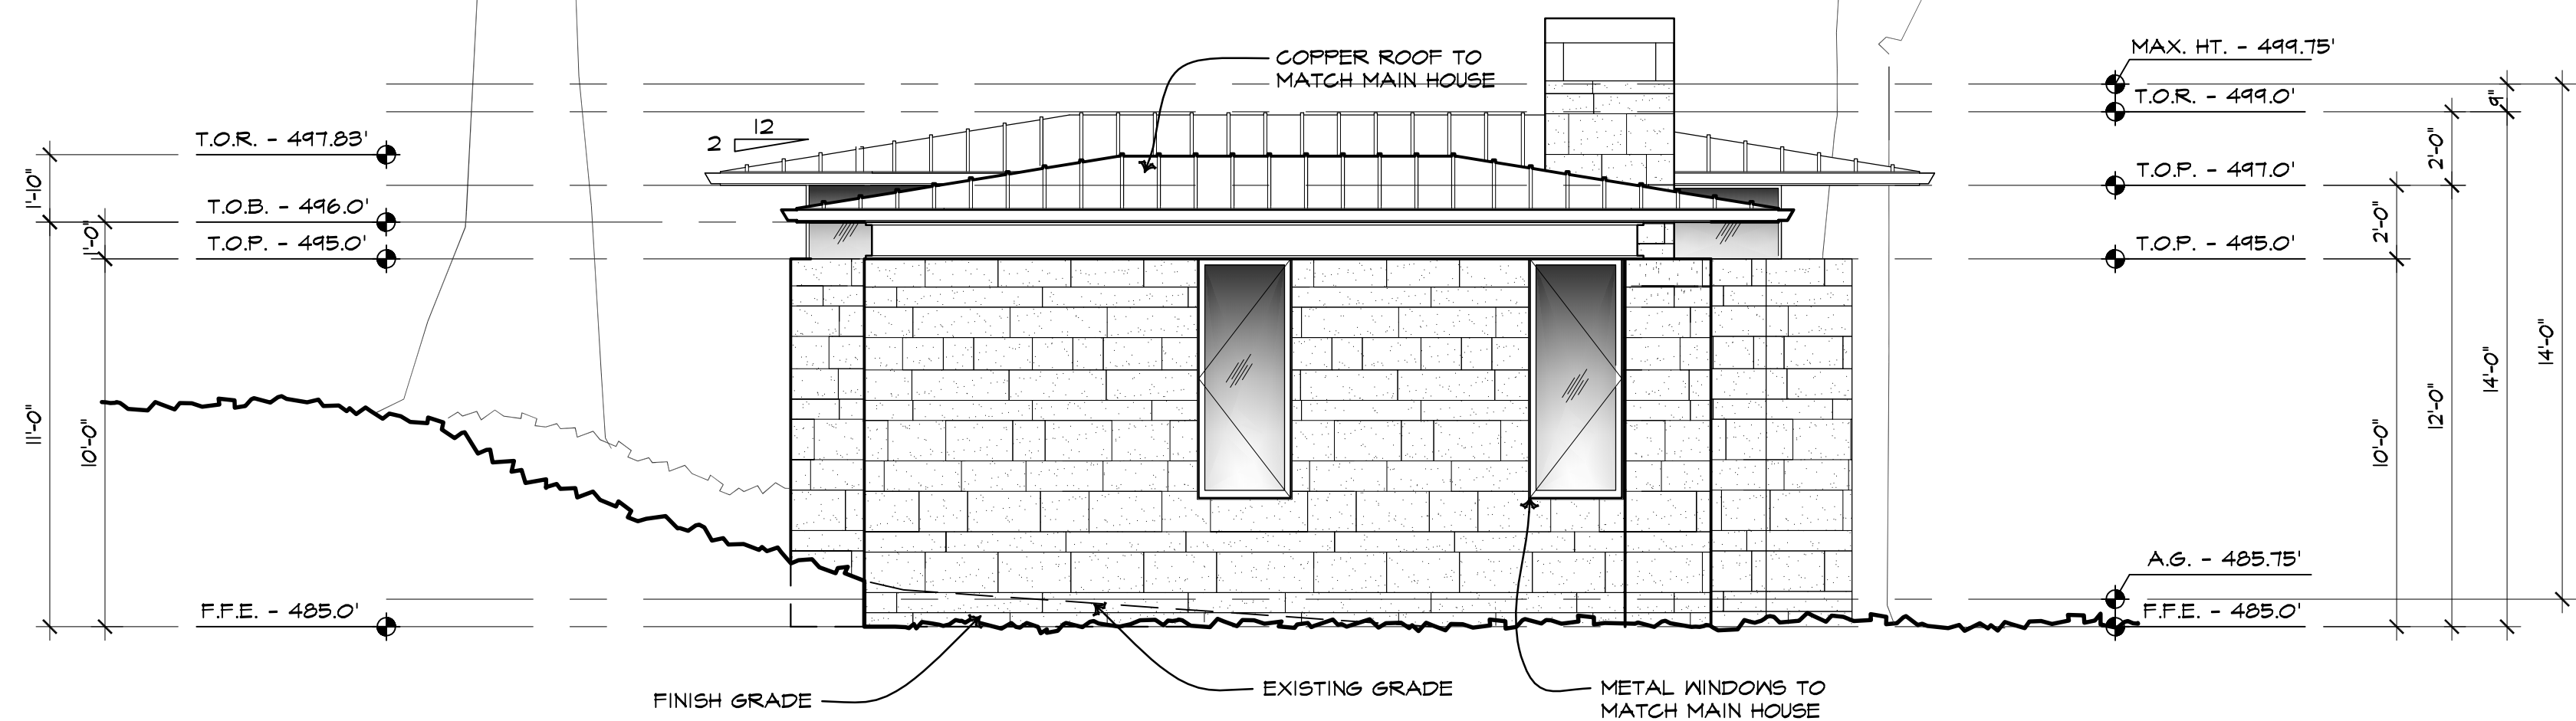 COPPER ROOF TO
MATCH MAIN HOUSE
MAX. HT. - 499.75'
T.O.R. - 499.0'
9"
T.O.R. - 497.83'
12
2
2'-0"
T.O.P. - 497.0'
1'-10"
T.O.B. - 496.0'
2'-0"
1'-0"
T.O.P. - 495.0'
T.O.P. - 495.0'
14'-0"
14'-0"
12'-0"
11'-0"
10'-0"
10'-0"
A.G. - 485.75'
F.F.E. - 485.0'
F.F.E. - 485.0'
FINISH GRADE
EXISTING GRADE
METAL WINDOWS TO
MATCH MAIN HOUSE